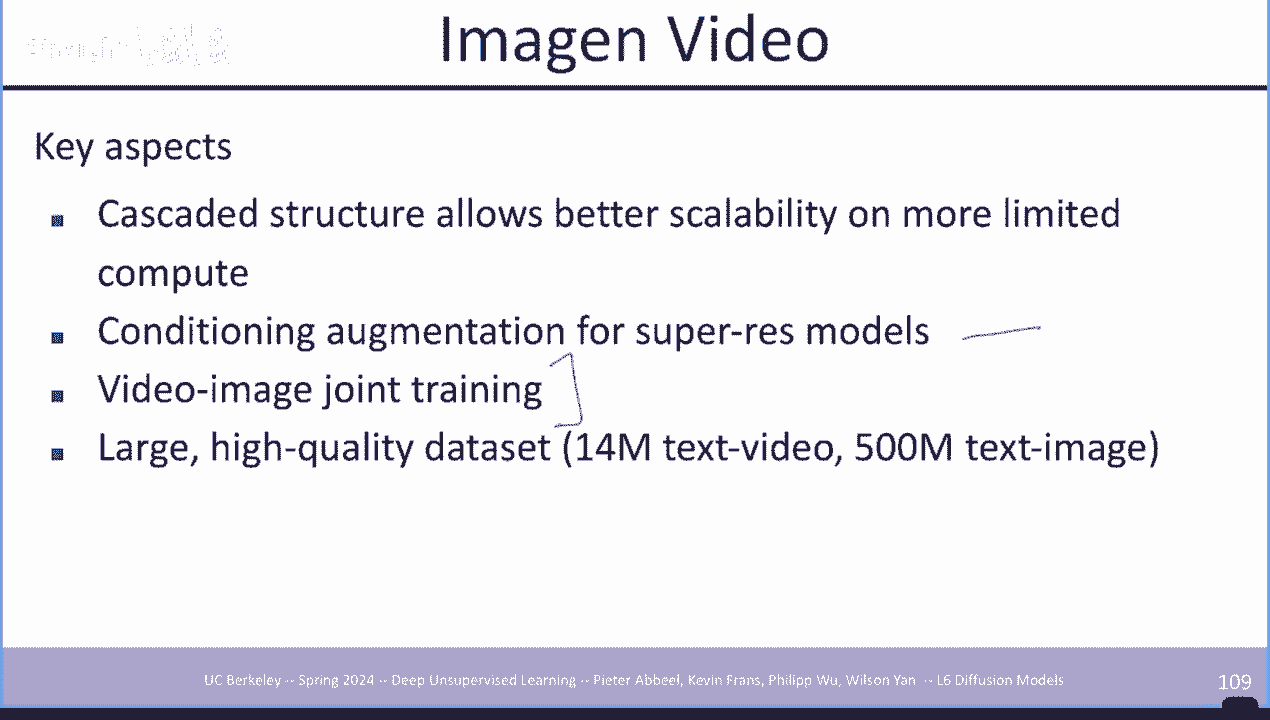 Imagen Video
Key aspects
Cascaded structure allows better scalability on more limited
compute
Conditioning augmentation for super-res models
Video-image joint training
Large, high-quality dataset (14M text-video, 500M text-image)
UC Berkeley -- Spring 2024 -- Deep Unsupervised Learning -- Pieter Abbeel, Kevin Frans, Philipp Wu, Wilson Yan -- L6 Diffusion Models
109